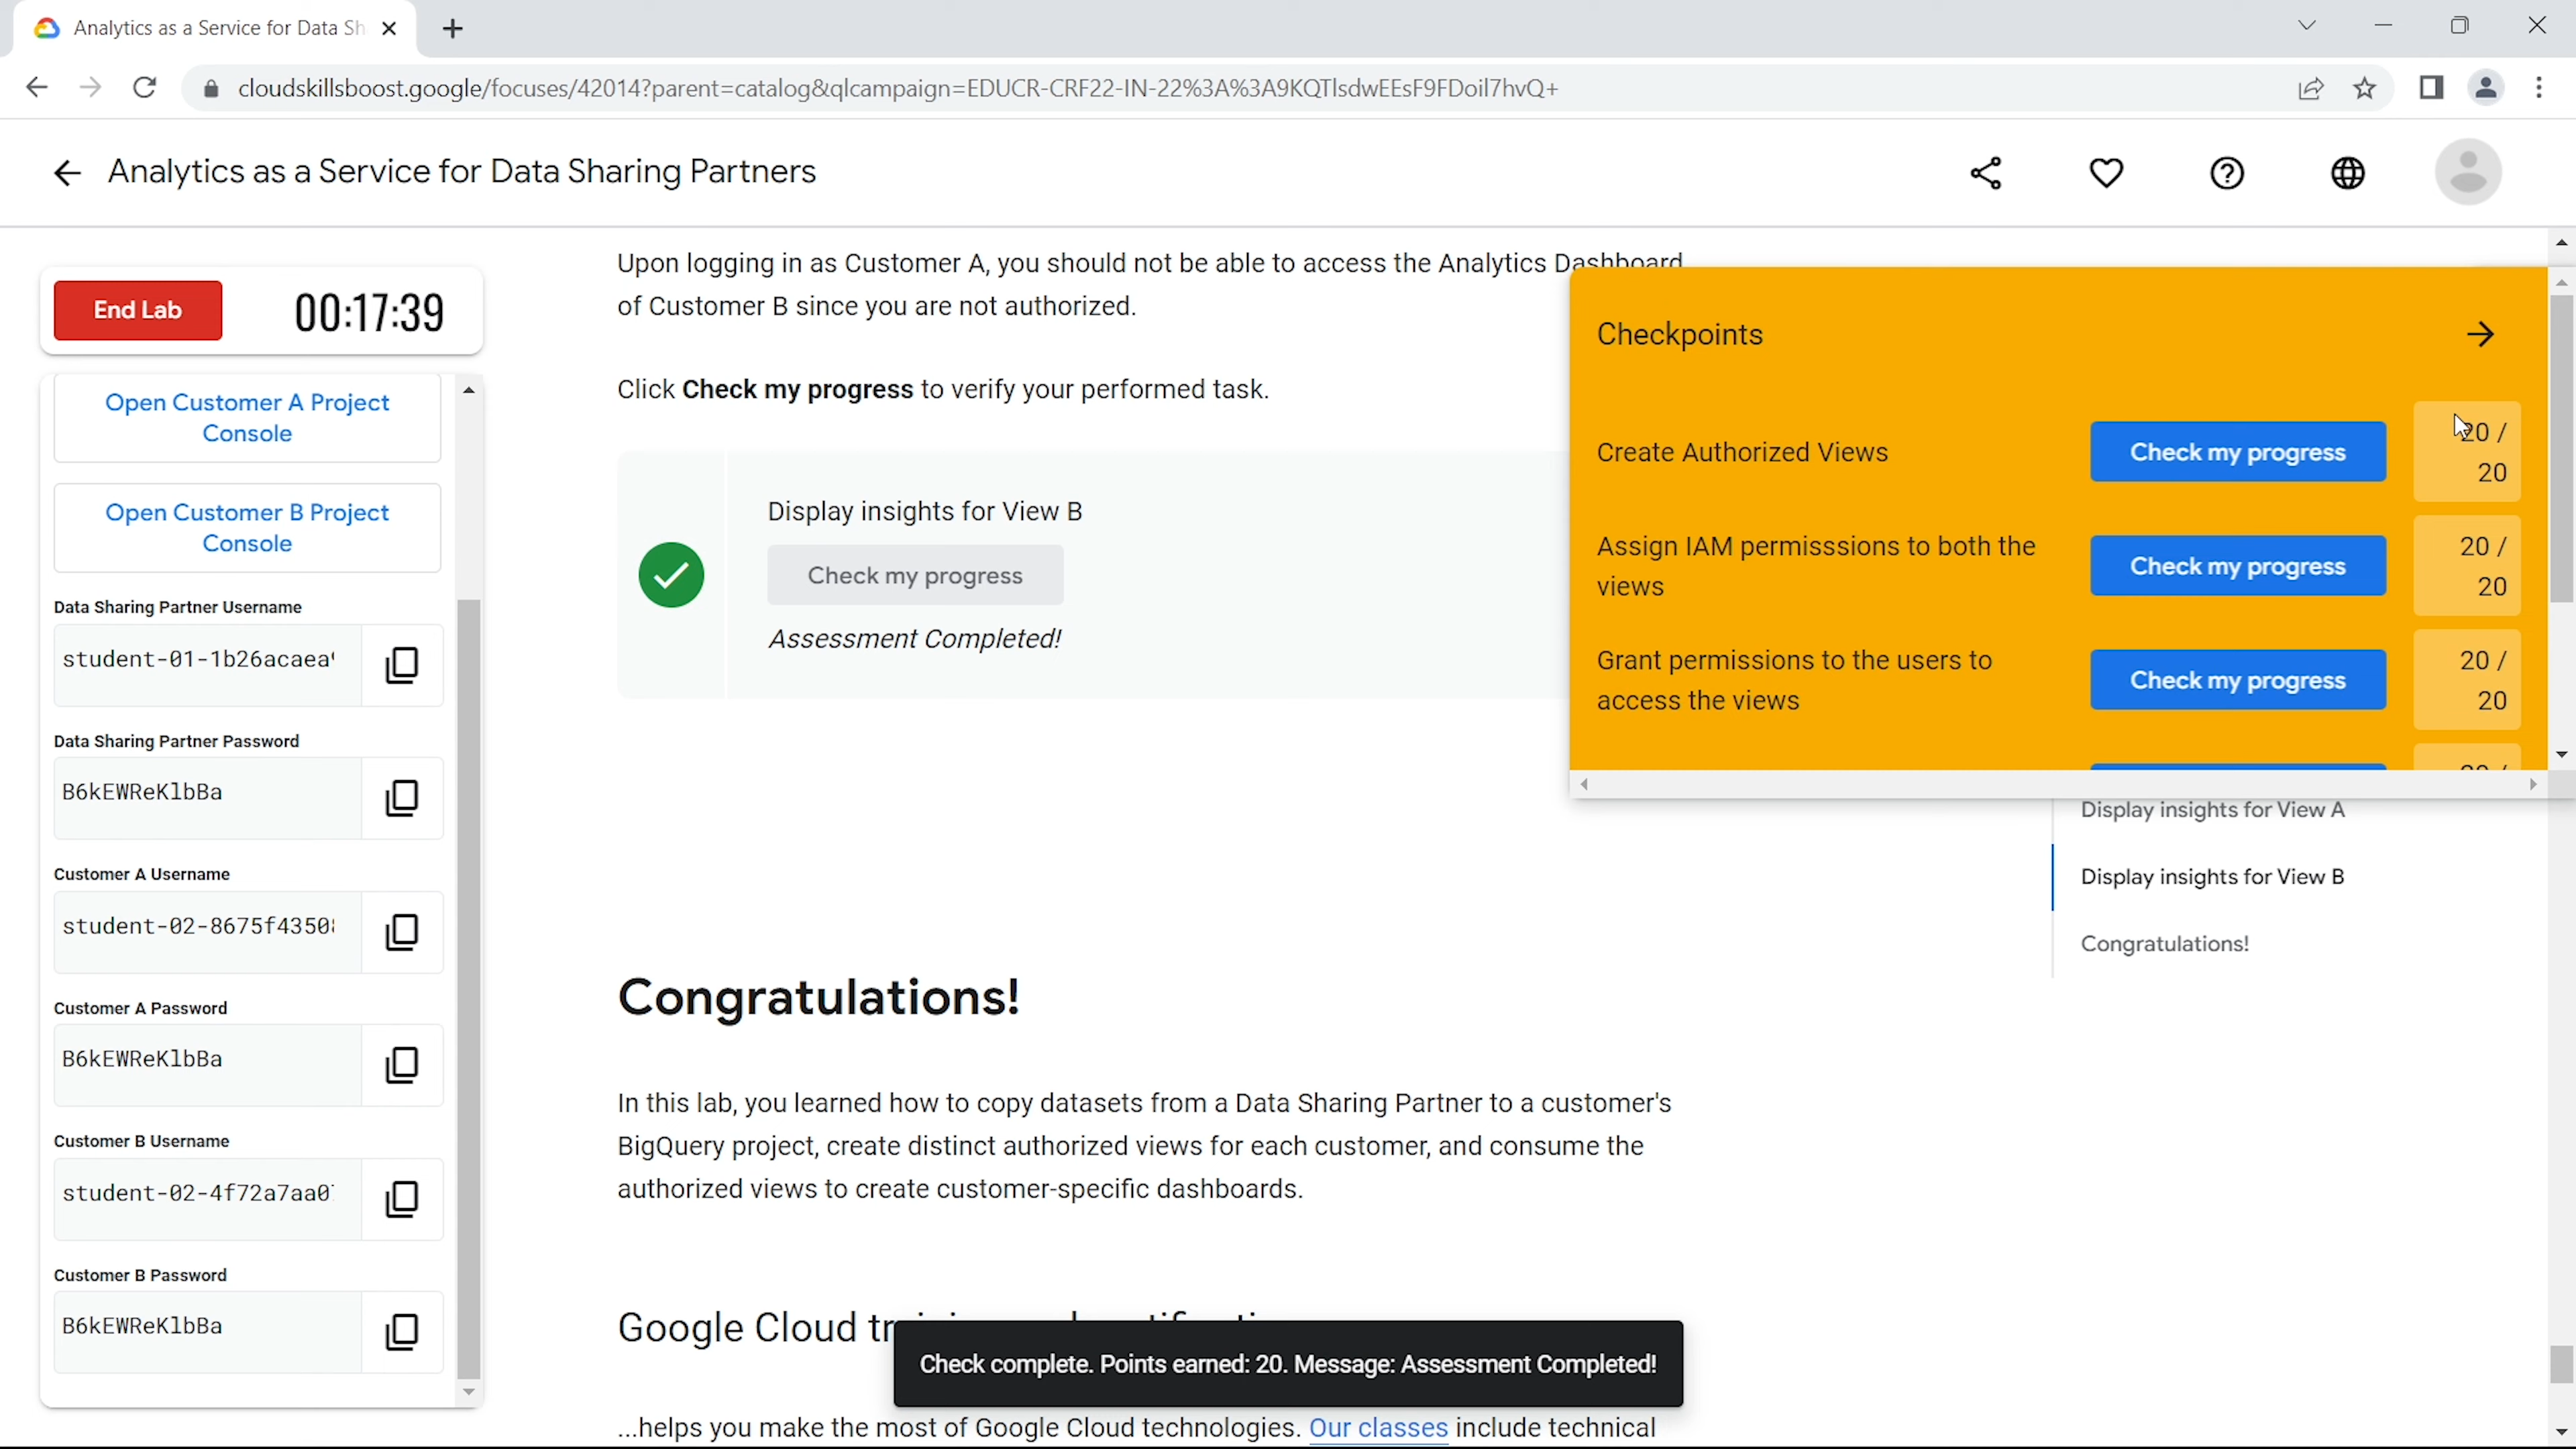 Analytics as a Service for Data Sh
cloudskillsboost.google/focuses/42014?parent=catalog&qlcampaign=EDUCR-CRF22-IN-22%3A%3A9KQTlsdwEEsF9FDoil7hvQ+
Analytics as a Service for Data Sharing Partners
End Lab
00:17:39
Open Customer A Project
Console
Open Customer B Project
Console
Data Sharing Partner Username
student-01-1b26acaea
Data Sharing Partner Password
B6kEWReKlbBa
Customer A Username
student-02-8675f4350
Customer A Password
B6kEWReKlbBa
Customer B Username
student-02-4f72a7aa0
Customer B Password
B6kEWReKlbBa
Upon logging in as Customer A, you should not be able to access the Analytics Dashboard
of Customer B since you are not authorized.
Click Check my progress to verify your performed task.
Display insights for View B
Check my progress
Assessment Completed!
Checkpoints
Create Authorized Views
Check my progress
20 /
20
Assign IAM permisssions to both the
views
Check my progress
20 /
20
Grant permissions to the users to
access the views
Check my progress
20 /
20
Display insights for View A
Display insights for View B
Congratulations!
Congratulations!
In this lab, you learned how to copy datasets from a Data Sharing Partner to a customer's
BigQuery project, create distinct authorized views for each customer, and consume the
authorized views to create customer-specific dashboards.
Google Cloud
Check complete. Points earned: 20. Message: Assessment Completed!
...helps you make the most of Google Cloud technologies. Our classes include technical